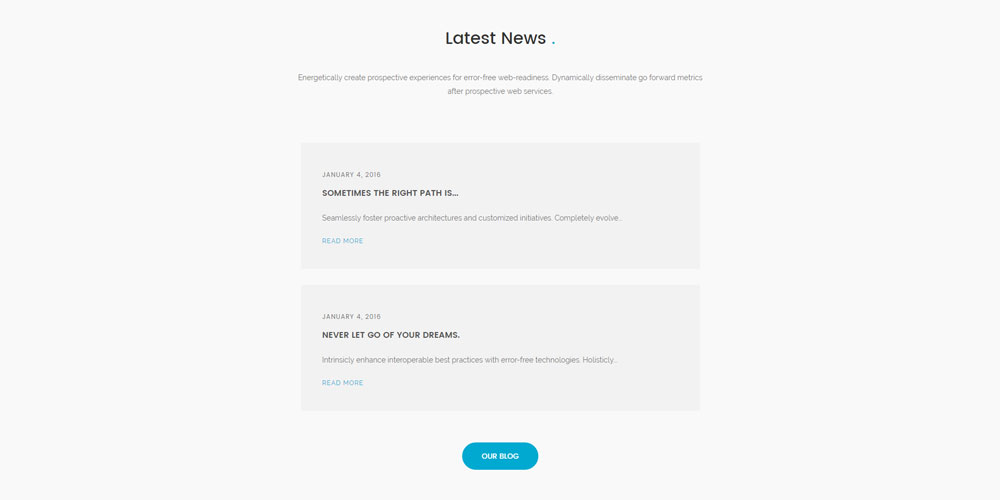 Latest News .
Energetically create prospective experiences for error-free web-readiness. Dynamically disseminate go forward metrics
after prospective web services.
JANUARY 4, 2016
SOMETIMES THE RIGHT PATH IS...
Seamlessly foster proactive architectures and customized initiatives. Completely evolve...
READ MORE
JANUARY 4, 2016
NEVER LET GO OF YOUR DREAMS.
Intrinsicly enhance interoperable best practices with error-free technologies. Holisticly...
READ MORE
OUR BLOG